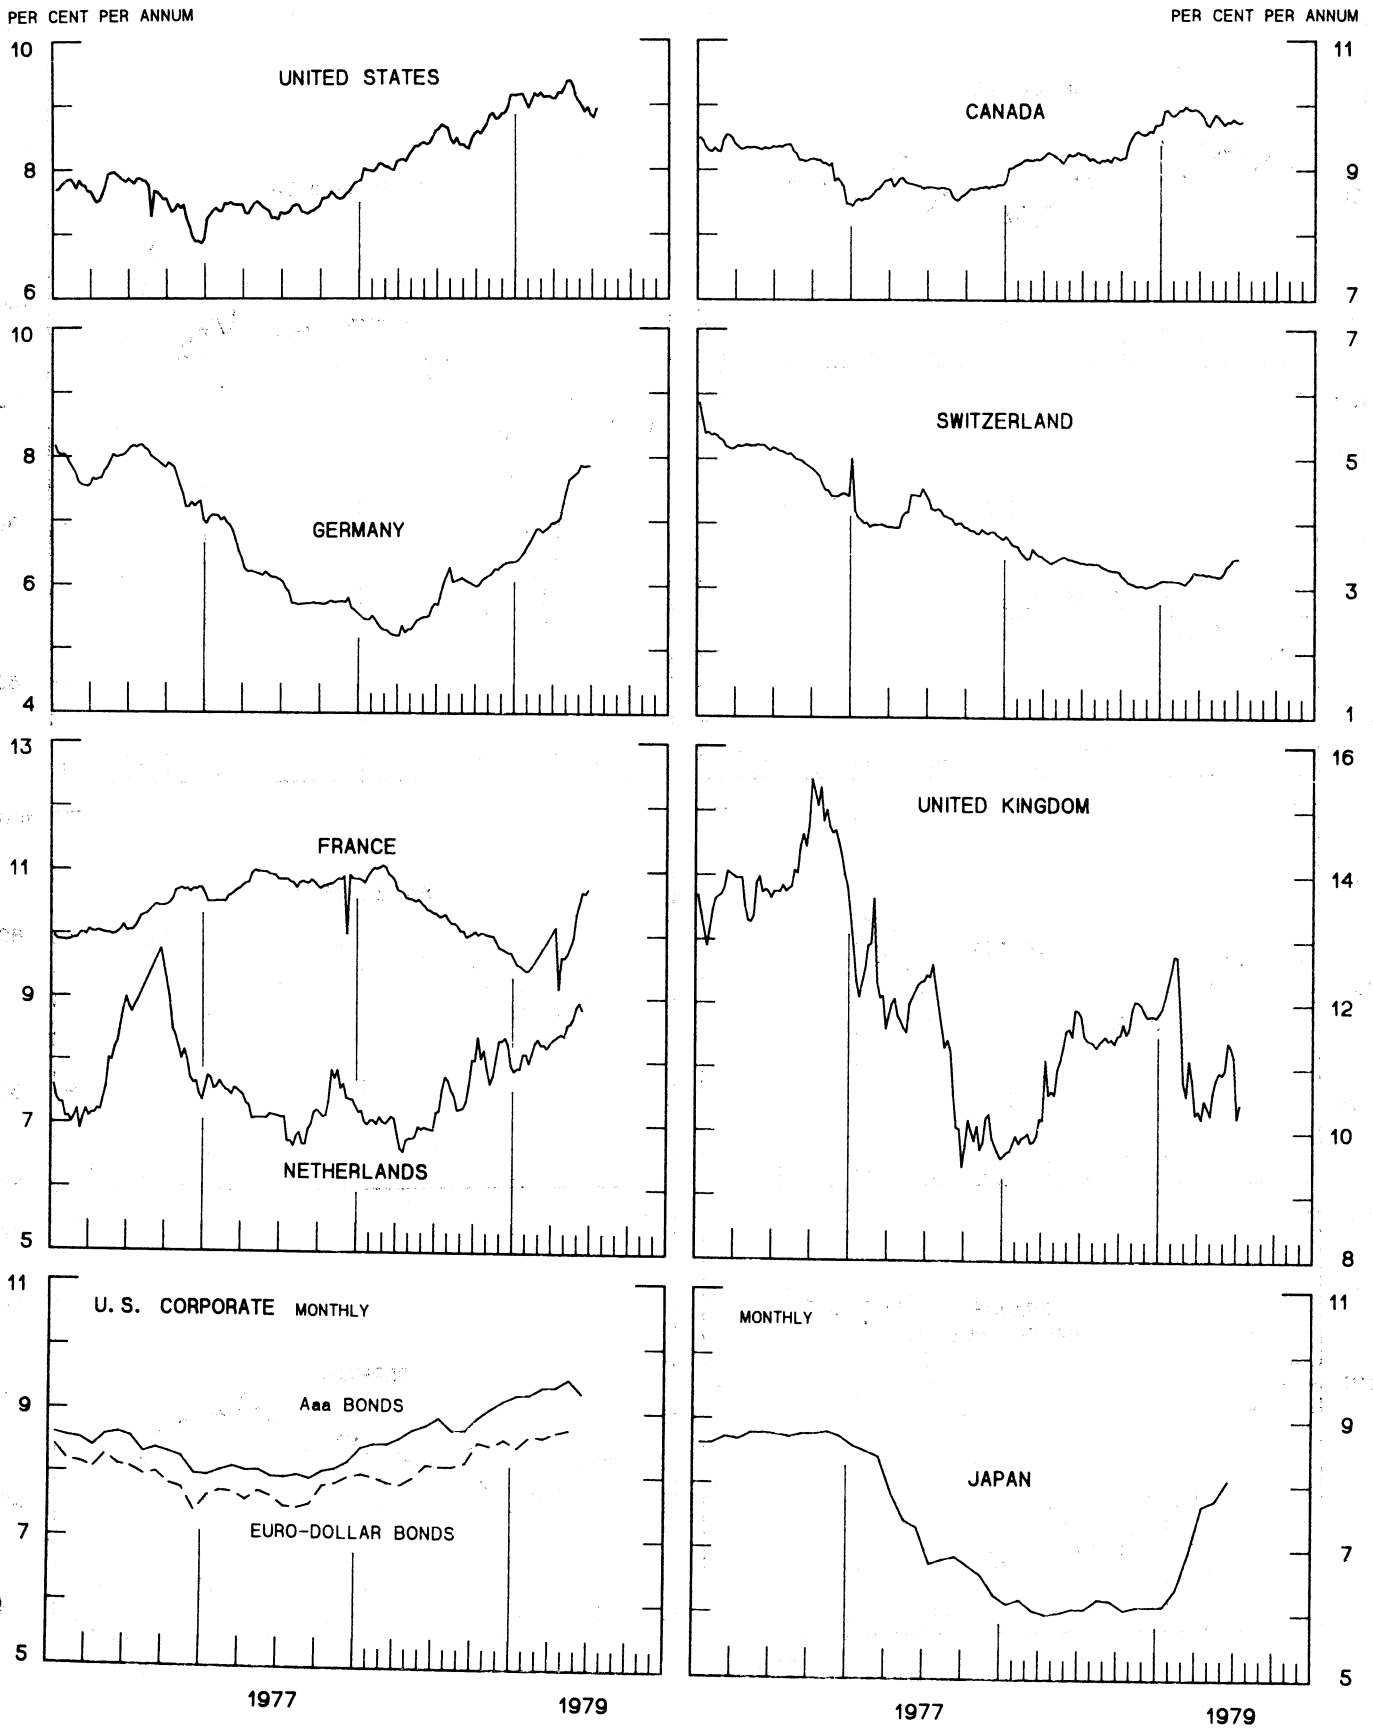 PER CENT PER ANNUM
PER CENT PER ANNUM
10
UNITED STATES
8
6
11
CANADA
9
7
10
8
GERMANY
6
4
7
SWITZERLAND
5
3
1
13
FRANCE
11
9
7
NETHERLANDS
5
16
UNITED KINGDOM
14
12
10
8
11
U.S. CORPORATE MONTHLY
Aaa BONDS
9
7
EURO-DOLLAR BONDS
5
1977
1979
MONTHLY
11
9
JAPAN
7
5
1977
1979